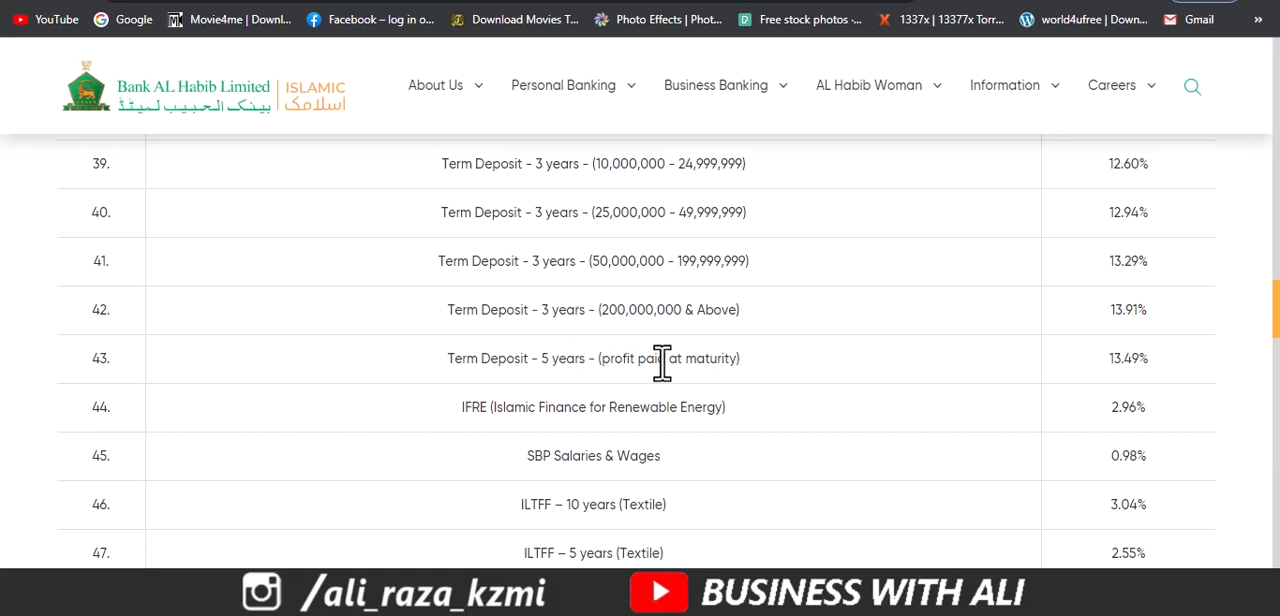 YouTube Google Movie4me | Downl... Facebook – log in o... Download Movies T... Photo Effects | Phot... Free stock photos -... 1337x | 13377x Torr... world4ufree | Down... Gmail »
Bank AL Habib Limited ISLAMIC
بینک الحبیب لمیٹڈ اسلامک
About Us Personal Banking Business Banking AL Habib Woman Information Careers
39. Term Deposit - 3 years - (10,000,000 - 24,999,999) 12.60%
40. Term Deposit - 3 years - (25,000,000 - 49,999,999) 12.94%
41. Term Deposit - 3 years - (50,000,000 - 199,999,999) 13.29%
42. Term Deposit - 3 years - (200,000,000 & Above) 13.91%
43. Term Deposit - 5 years - (profit paid at maturity) 13.49%
44. IFRE (Islamic Finance for Renewable Energy) 2.96%
45. SBP Salaries & Wages 0.98%
46. ILTFF – 10 years (Textile) 3.04%
47. ILTFF – 5 years (Textile) 2.55%
/ali_raza_kzmi BUSINESS WITH ALI